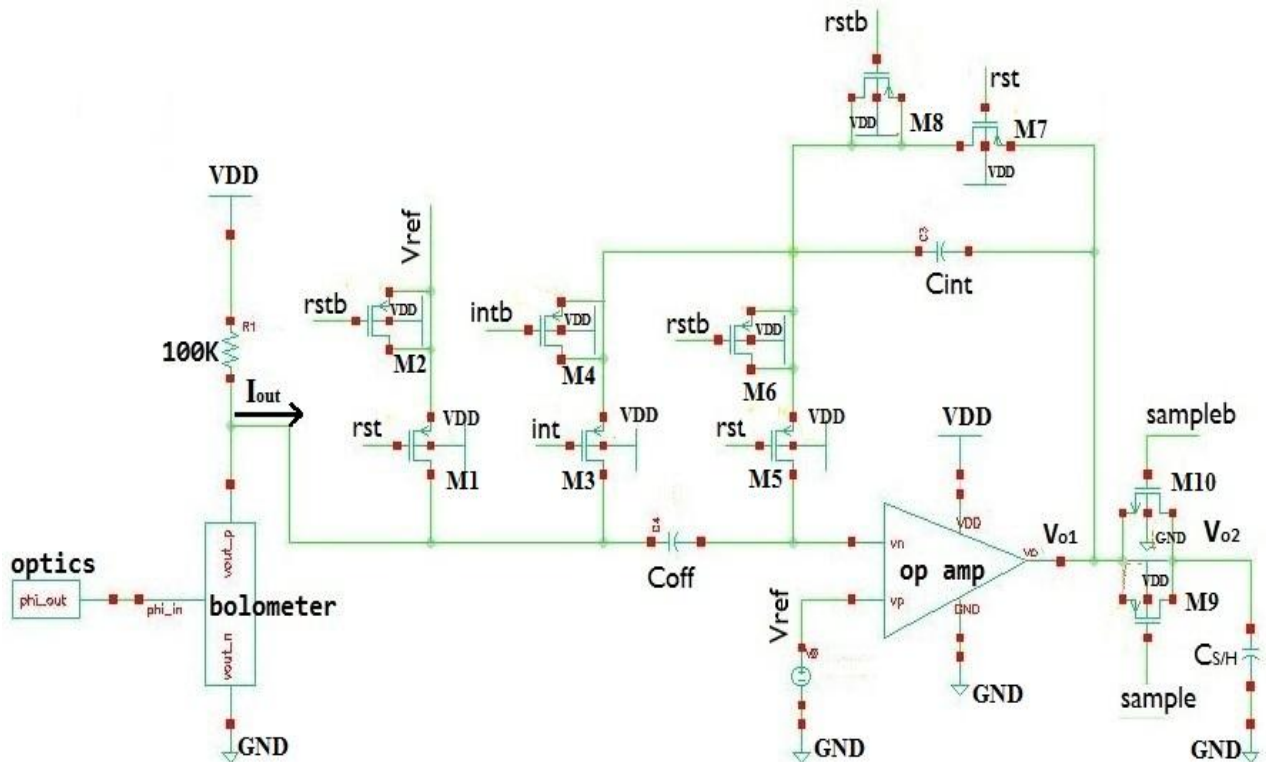 rstb
rst
VDD
M8
M7
VDD
VDD
Vref
C3
Cint
rstb
VDD
M2
intb
VDD
M4
rstb
VDD
M6
R1
100K
Iout
rst
VDD
M1
int
VDD
M3
rst
VDD
M5
VDD
sampleb
M10
GND
Vo2
C4
Coff
vn
VDD
op amp
vo
Vo1
VDD
M9
optics
phi_out
phi_in
vout_p
bolometer
vout_n
vp
GND
Vref
V0
GND
sample
CS/H
GND
GND
GND